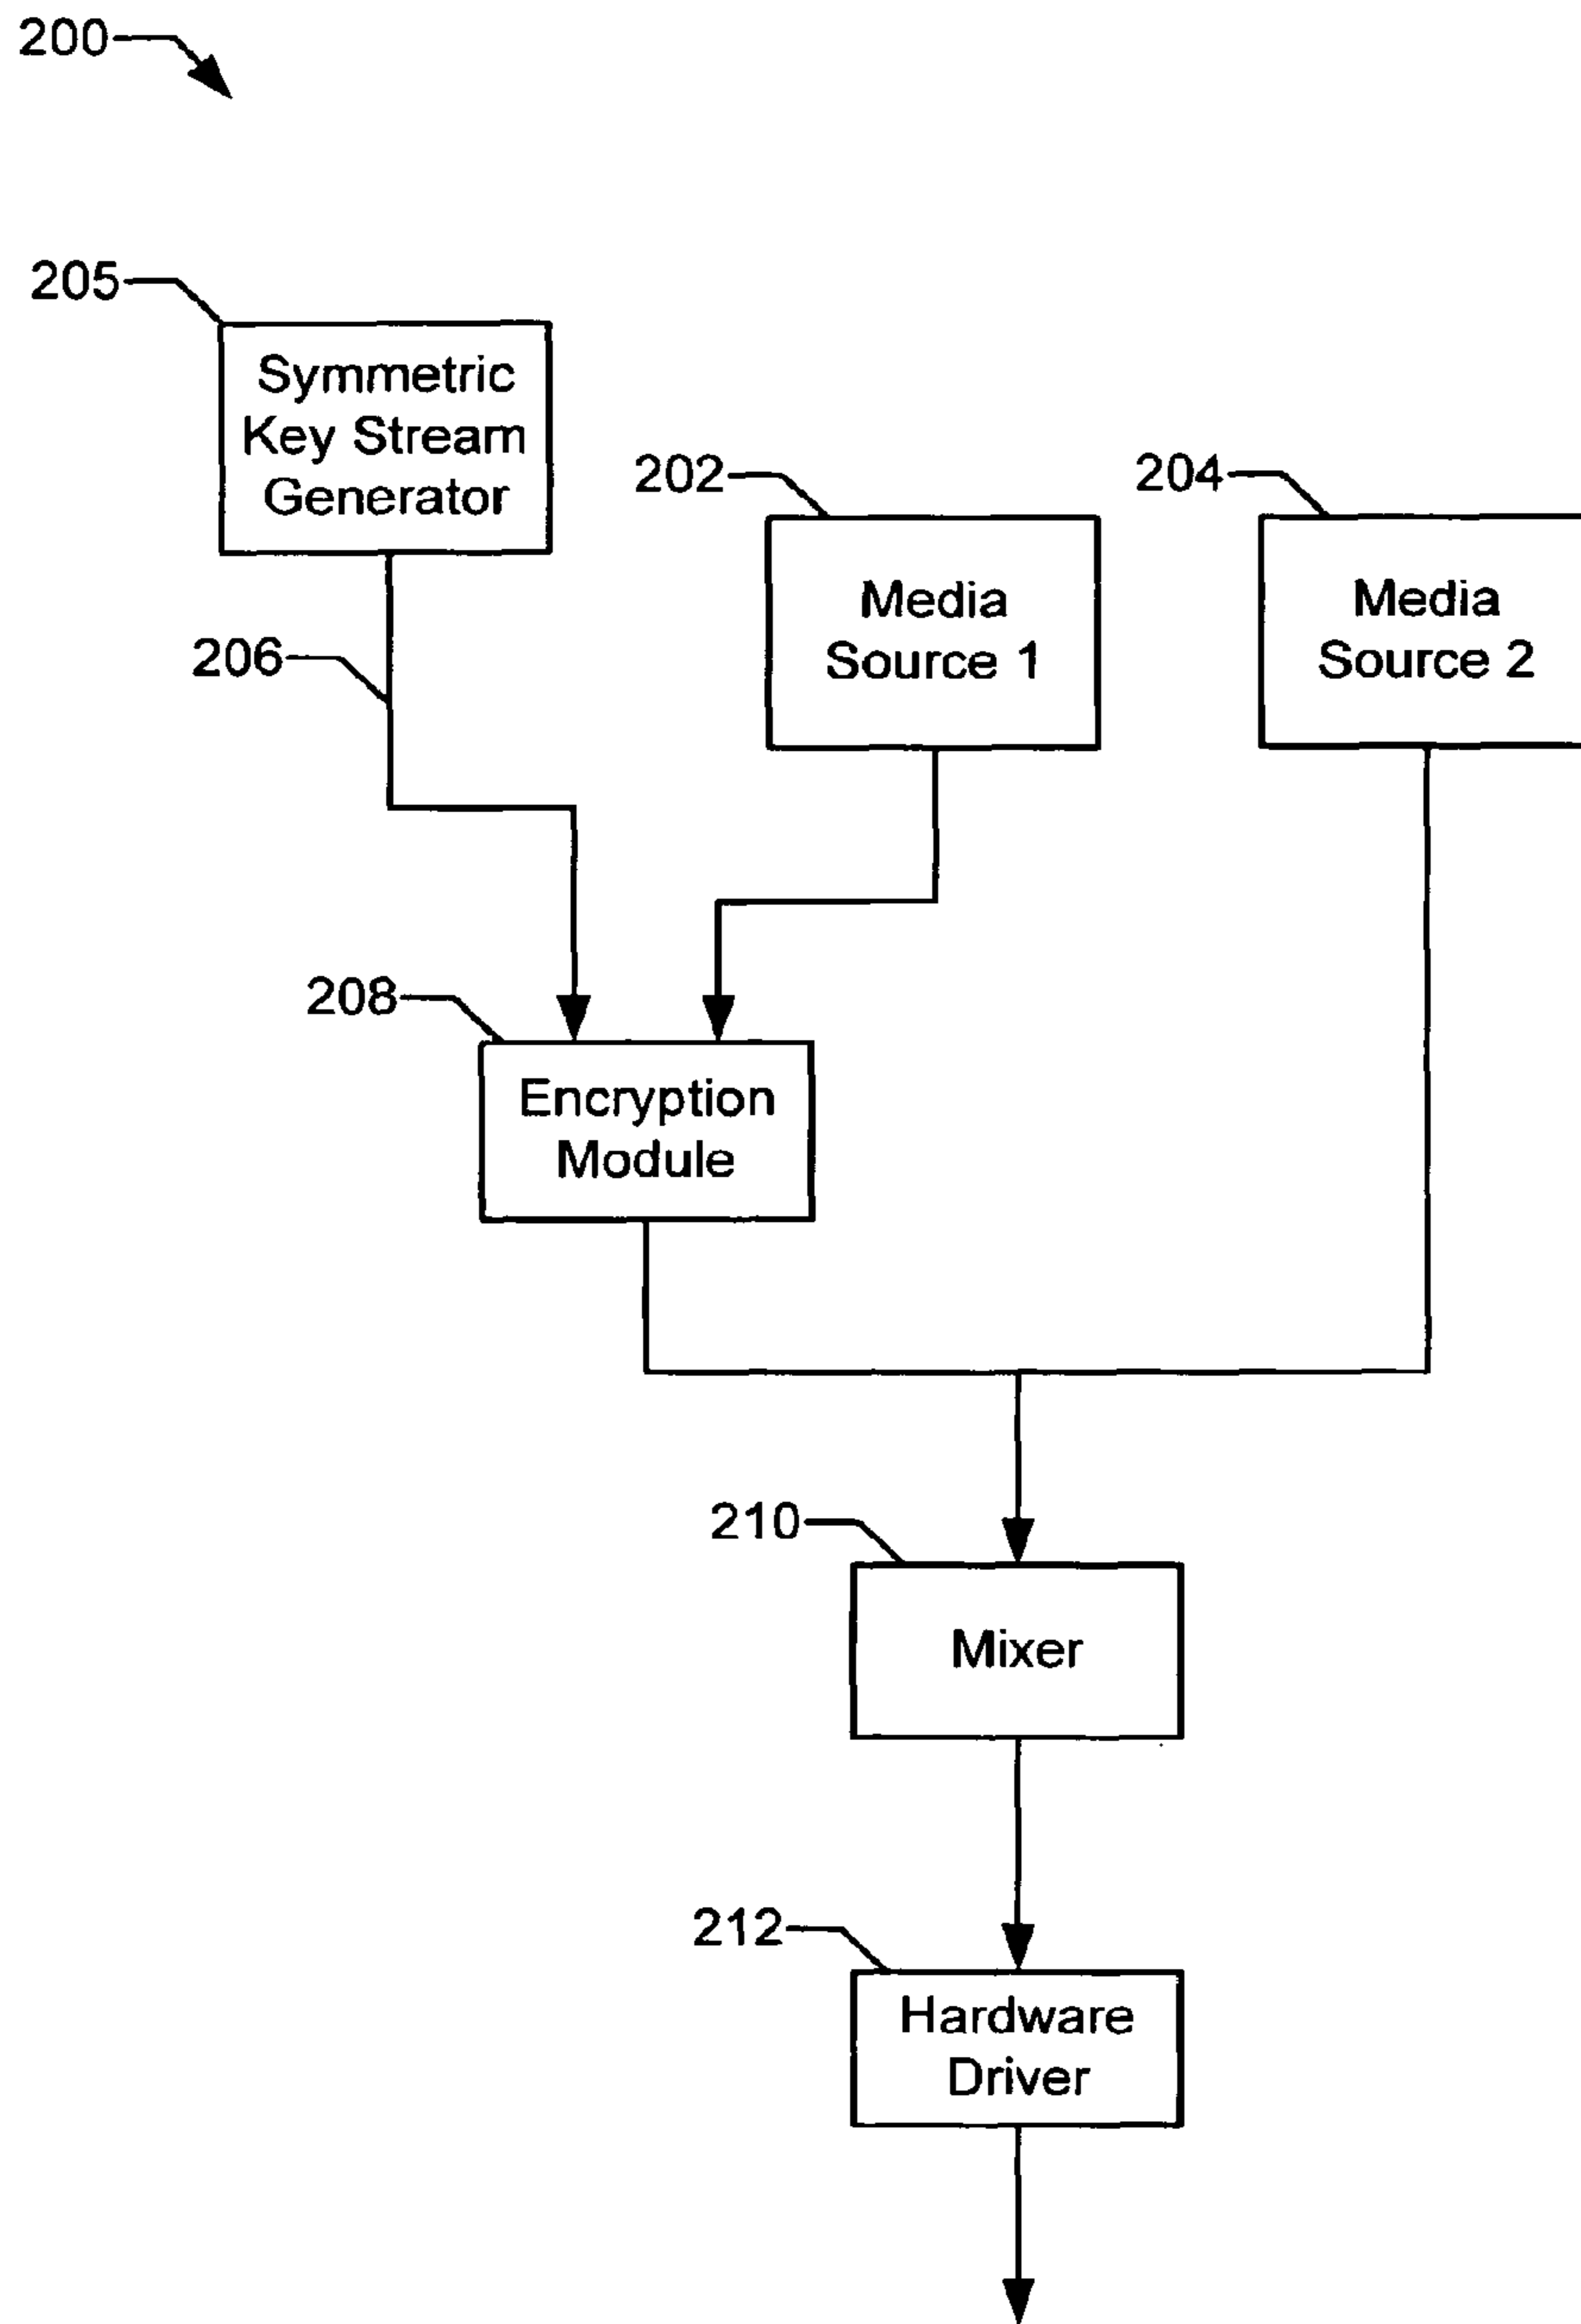 200
205
Symmetric
Key Stream
Generator
202
204
Media
Source 1
Media
Source 2
206
208
Encryption
Module
210
Mixer
212
Hardware
Driver